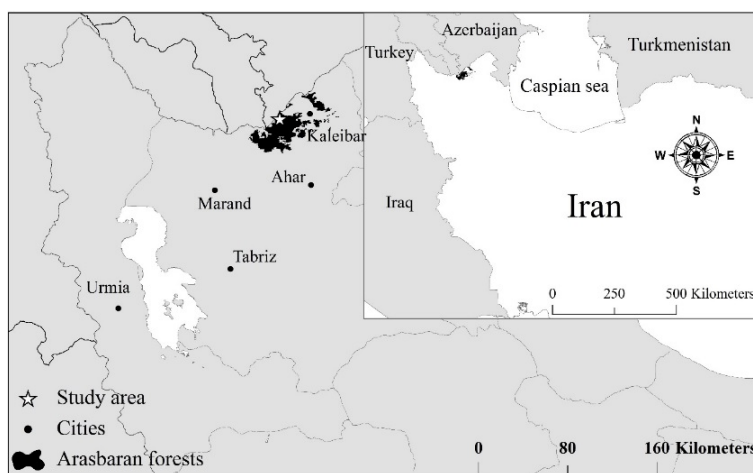 Kaleibar
Ahar
Marand
Tabriz
Urmia
Study area
Cities
Arasbaran forests
0 80 160 Kilometers
Turkey
Azerbaijan
Turkmenistan
Caspian sea
N
W E
S
Iraq
Iran
0 250 500 Kilometers